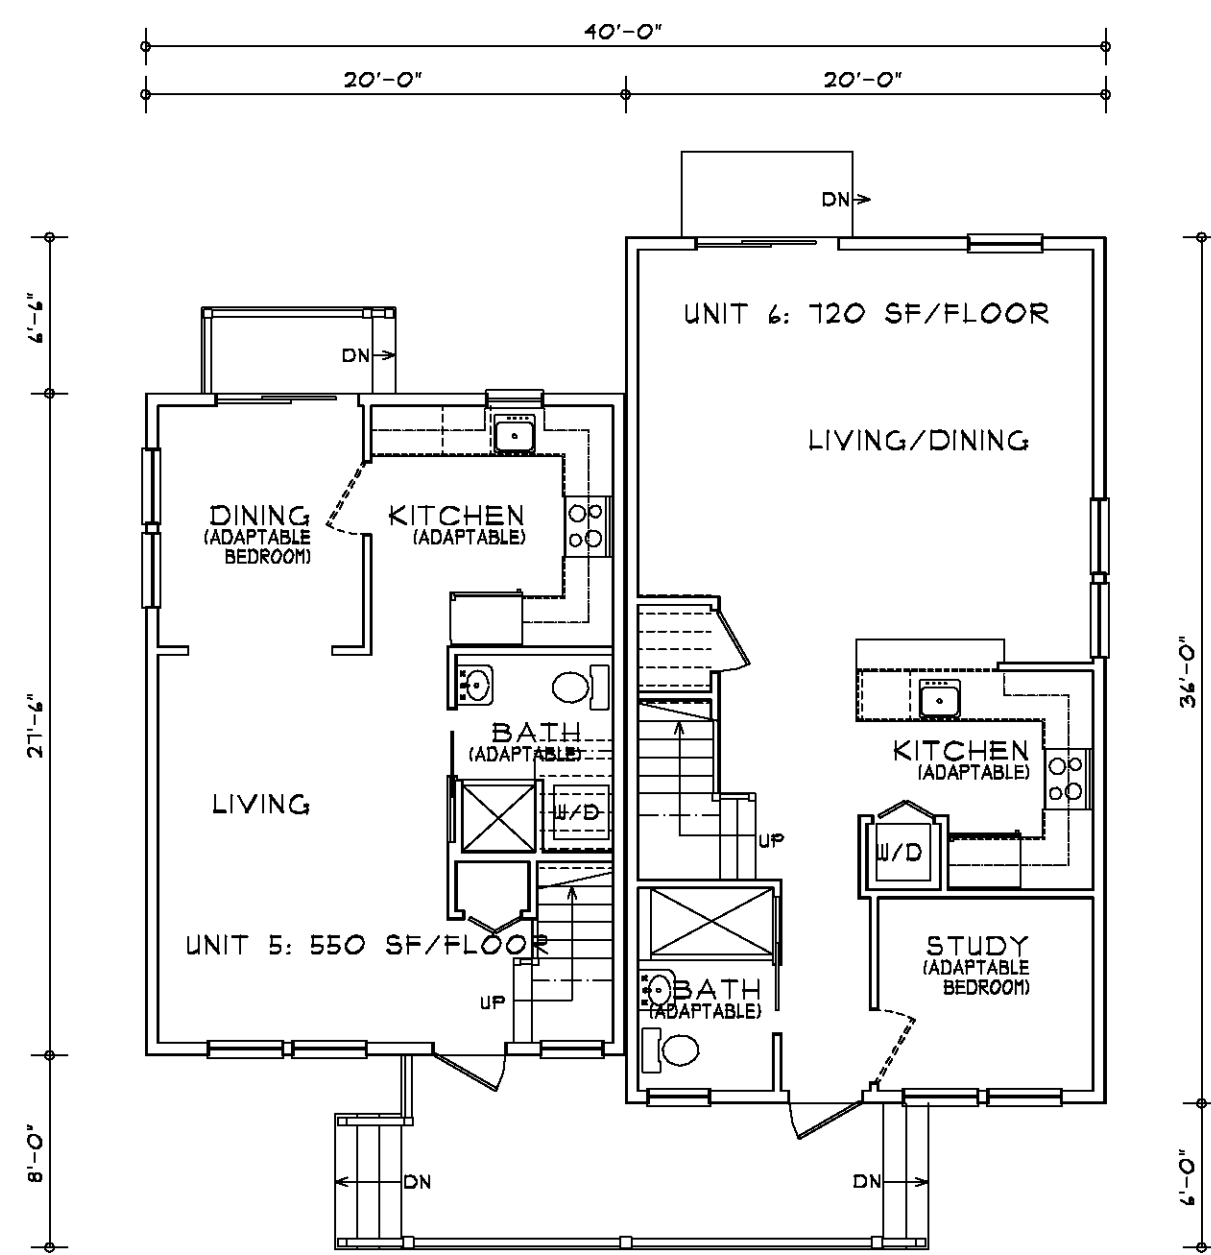 40'-0"
20'-0"
20'-0"
DN
6'-6"
UNIT 6: 720 SF/FLOOR
DN
LIVING/DINING
DINING
(ADAPTABLE
BEDROOM)
KITCHEN
(ADAPTABLE)
36'-0"
27'-6"
BATH
(ADAPTABLE)
KITCHEN
(ADAPTABLE)
LIVING
W/D
UP
W/D
UNIT 5: 550 SF/FLOOR
STUDY
(ADAPTABLE
BEDROOM)
UP
BATH
(ADAPTABLE)
8'-0"
DN
DN
6'-0"